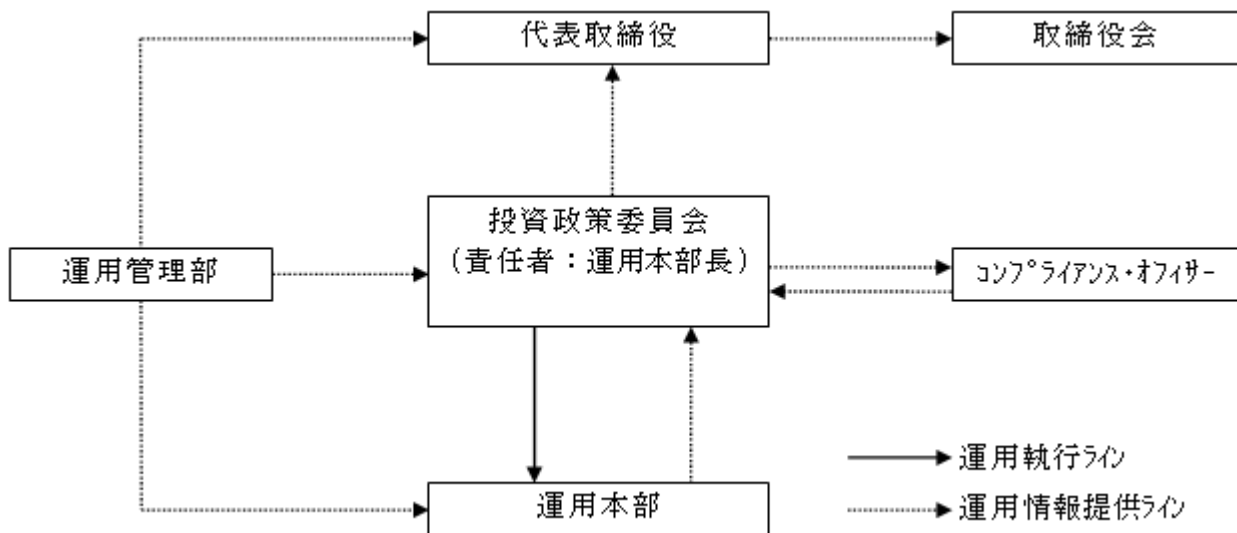 代表取締役
取締役会
投資政策委員会
(責任者：運用本部長)
運用管理部
ｺﾝﾌﾟﾗｲｱﾝｽ・ｵﾌｨｻｰ
運用執行ﾗｲﾝ
運用本部
運用情報提供ﾗｲﾝ